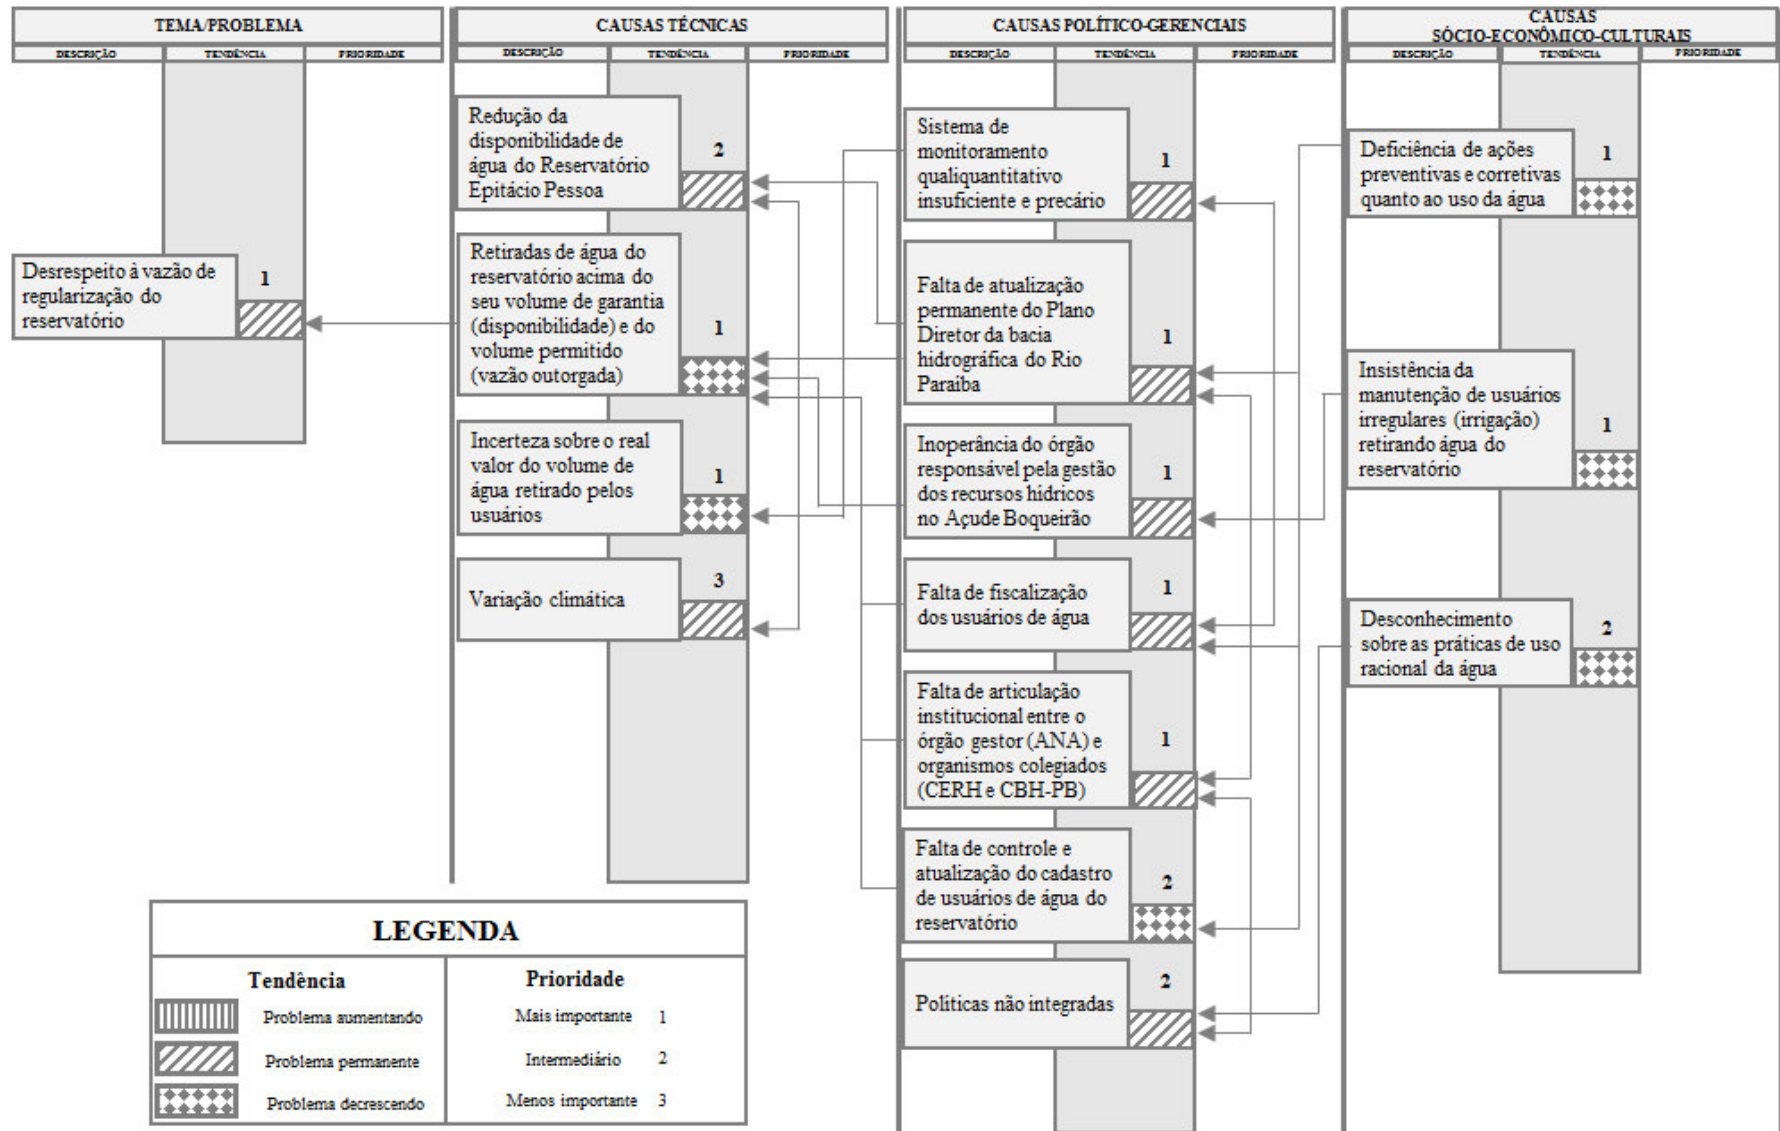 TEMA/PROBLEMA
DESCRIÇÃO
TENDÊNCIA
PRIORIDADE
Desrespeito à vazão de
regularização do
reservatório
1
CAUSAS TÉCNICAS
DESCRIÇÃO
TENDÊNCIA
PRIORIDADE
Redução da
disponibilidade de
água do Reservatório
Epitácio Pessoa
2
Retiradas de água do
reservatório acima do
seu volume de garantia
(disponibilidade) e do
volume permitido
(vazão outorgada)
1
Incerteza sobre o real
valor do volume de
água retirado pelos
usuários
1
Variação climática
3
CAUSAS POLÍTICO-GERENCIAIS
DESCRIÇÃO
TENDÊNCIA
PRIORIDADE
Sistema de
monitoramento
qualiquantitativo
insuficiente e precário
1
Falta de atualização
permanente do Plano
Diretor da bacia
hidrográfica do Rio
Paraíba
1
Inoperância do órgão
responsável pela gestão
dos recursos hídricos
no Açude Boqueirão
1
Falta de fiscalização
dos usuários de água
1
Falta de articulação
institucional entre o
órgão gestor (ANA) e
organismos colegiados
(CERH e CBH-PB)
1
Falta de controle e
atualização do cadastro
de usuários de água do
reservatório
2
Políticas não integradas
2
CAUSAS
SÓCIO-ECONÔMICO-CULTURAIS
DESCRIÇÃO
TENDÊNCIA
PRIORIDADE
Deficiência de ações
preventivas e corretivas
quanto ao uso da água
1
Insistência da
manutenção de usuários
irregulares (irrigação)
retirando água do
reservatório
1
Desconhecimento
sobre as práticas de uso
racional da água
2
LEGENDA
Tendência
Problema aumentando
Problema permanente
Problema decrescendo
Prioridade
Mais importante 1
Intermediário 2
Menos importante 3